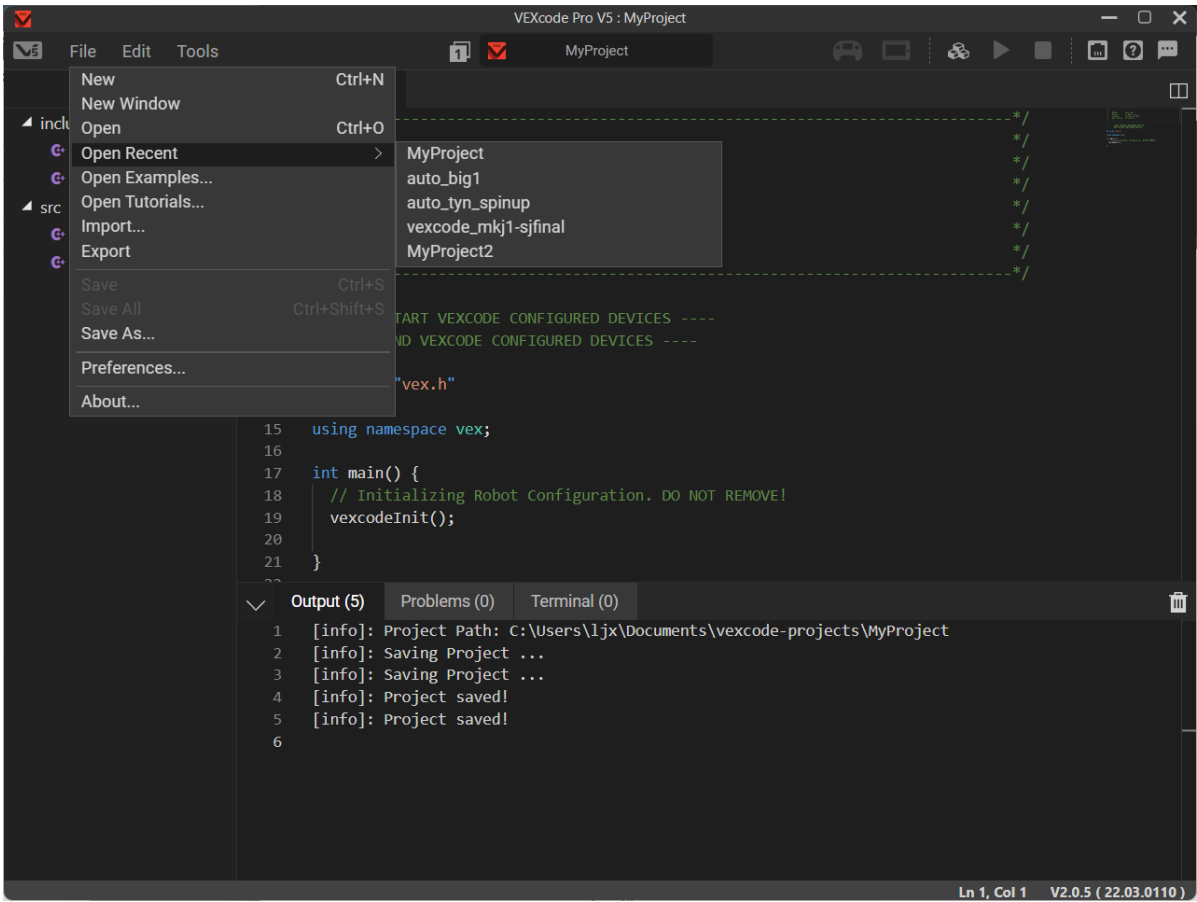 VEXcode Pro V5 : MyProject
V5 File Edit Tools 1 MyProject
New Ctrl+N
New Window
Open Ctrl+O
Open Recent >
Open Examples...
Open Tutorials...
Import...
Export
Save Ctrl+S
Save All Ctrl+Shift+S
Save As...
Preferences...
About...
MyProject
auto_big1
auto_tyn_spinup
vexcode_mkj1-sjfinal
MyProject2
src
----------------------------------------------------------------------*/
*/
*/
*/
*/
*/
*/
----------------------------------------------------------------------*/
VEXCODE CONFIGURED DEVICES ----
VEXCODE CONFIGURED DEVICES ----
"vex.h"
15 using namespace vex;
16
17 int main() {
18 // Initializing Robot Configuration. DO NOT REMOVE!
19 vexcodeInit();
20
21 }
Output (5) Problems (0) Terminal (0)
1 [info]: Project Path: C:\Users\ljx\Documents\vexcode-projects\MyProject
2 [info]: Saving Project ...
3 [info]: Saving Project ...
4 [info]: Project saved!
5 [info]: Project saved!
6
Ln 1, Col 1 V2.0.5 ( 22.03.0110 )